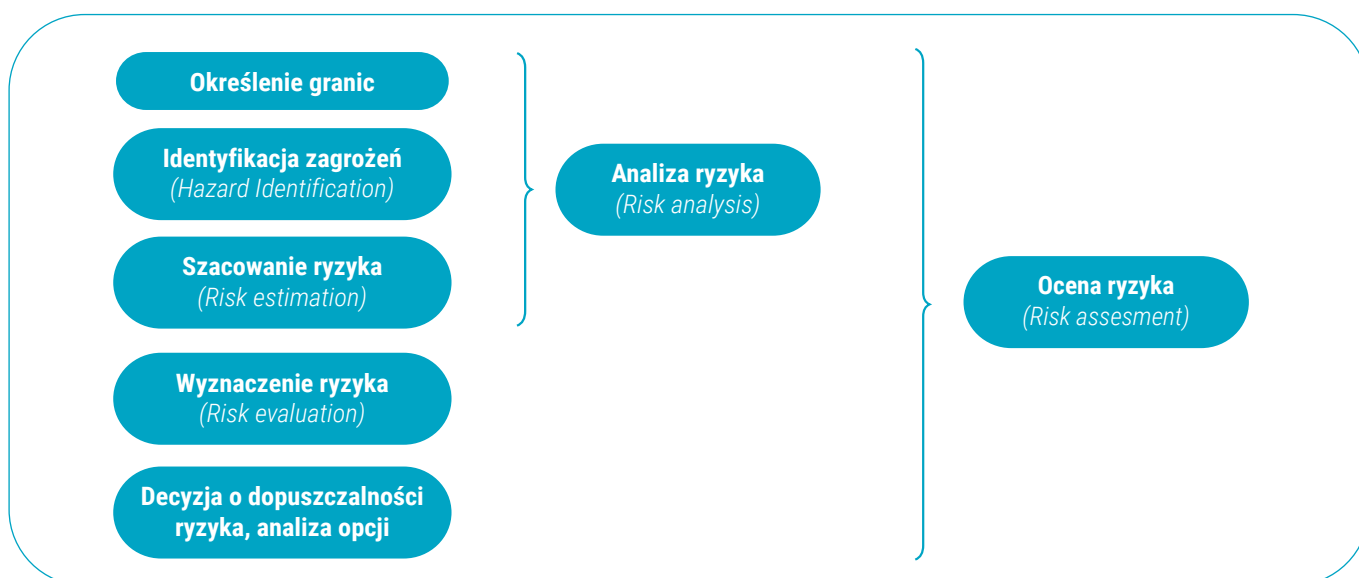 Określenie granic
Identyfikacja zagrożeń
(Hazard Identification)
Szacowanie ryzyka
(Risk estimation)
Wyznaczenie ryzyka
(Risk evaluation)
Decyzja o dopuszczalności
ryzyka, analiza opcji
Analiza ryzyka
(Risk analysis)
Ocena ryzyka
(Risk assesment)